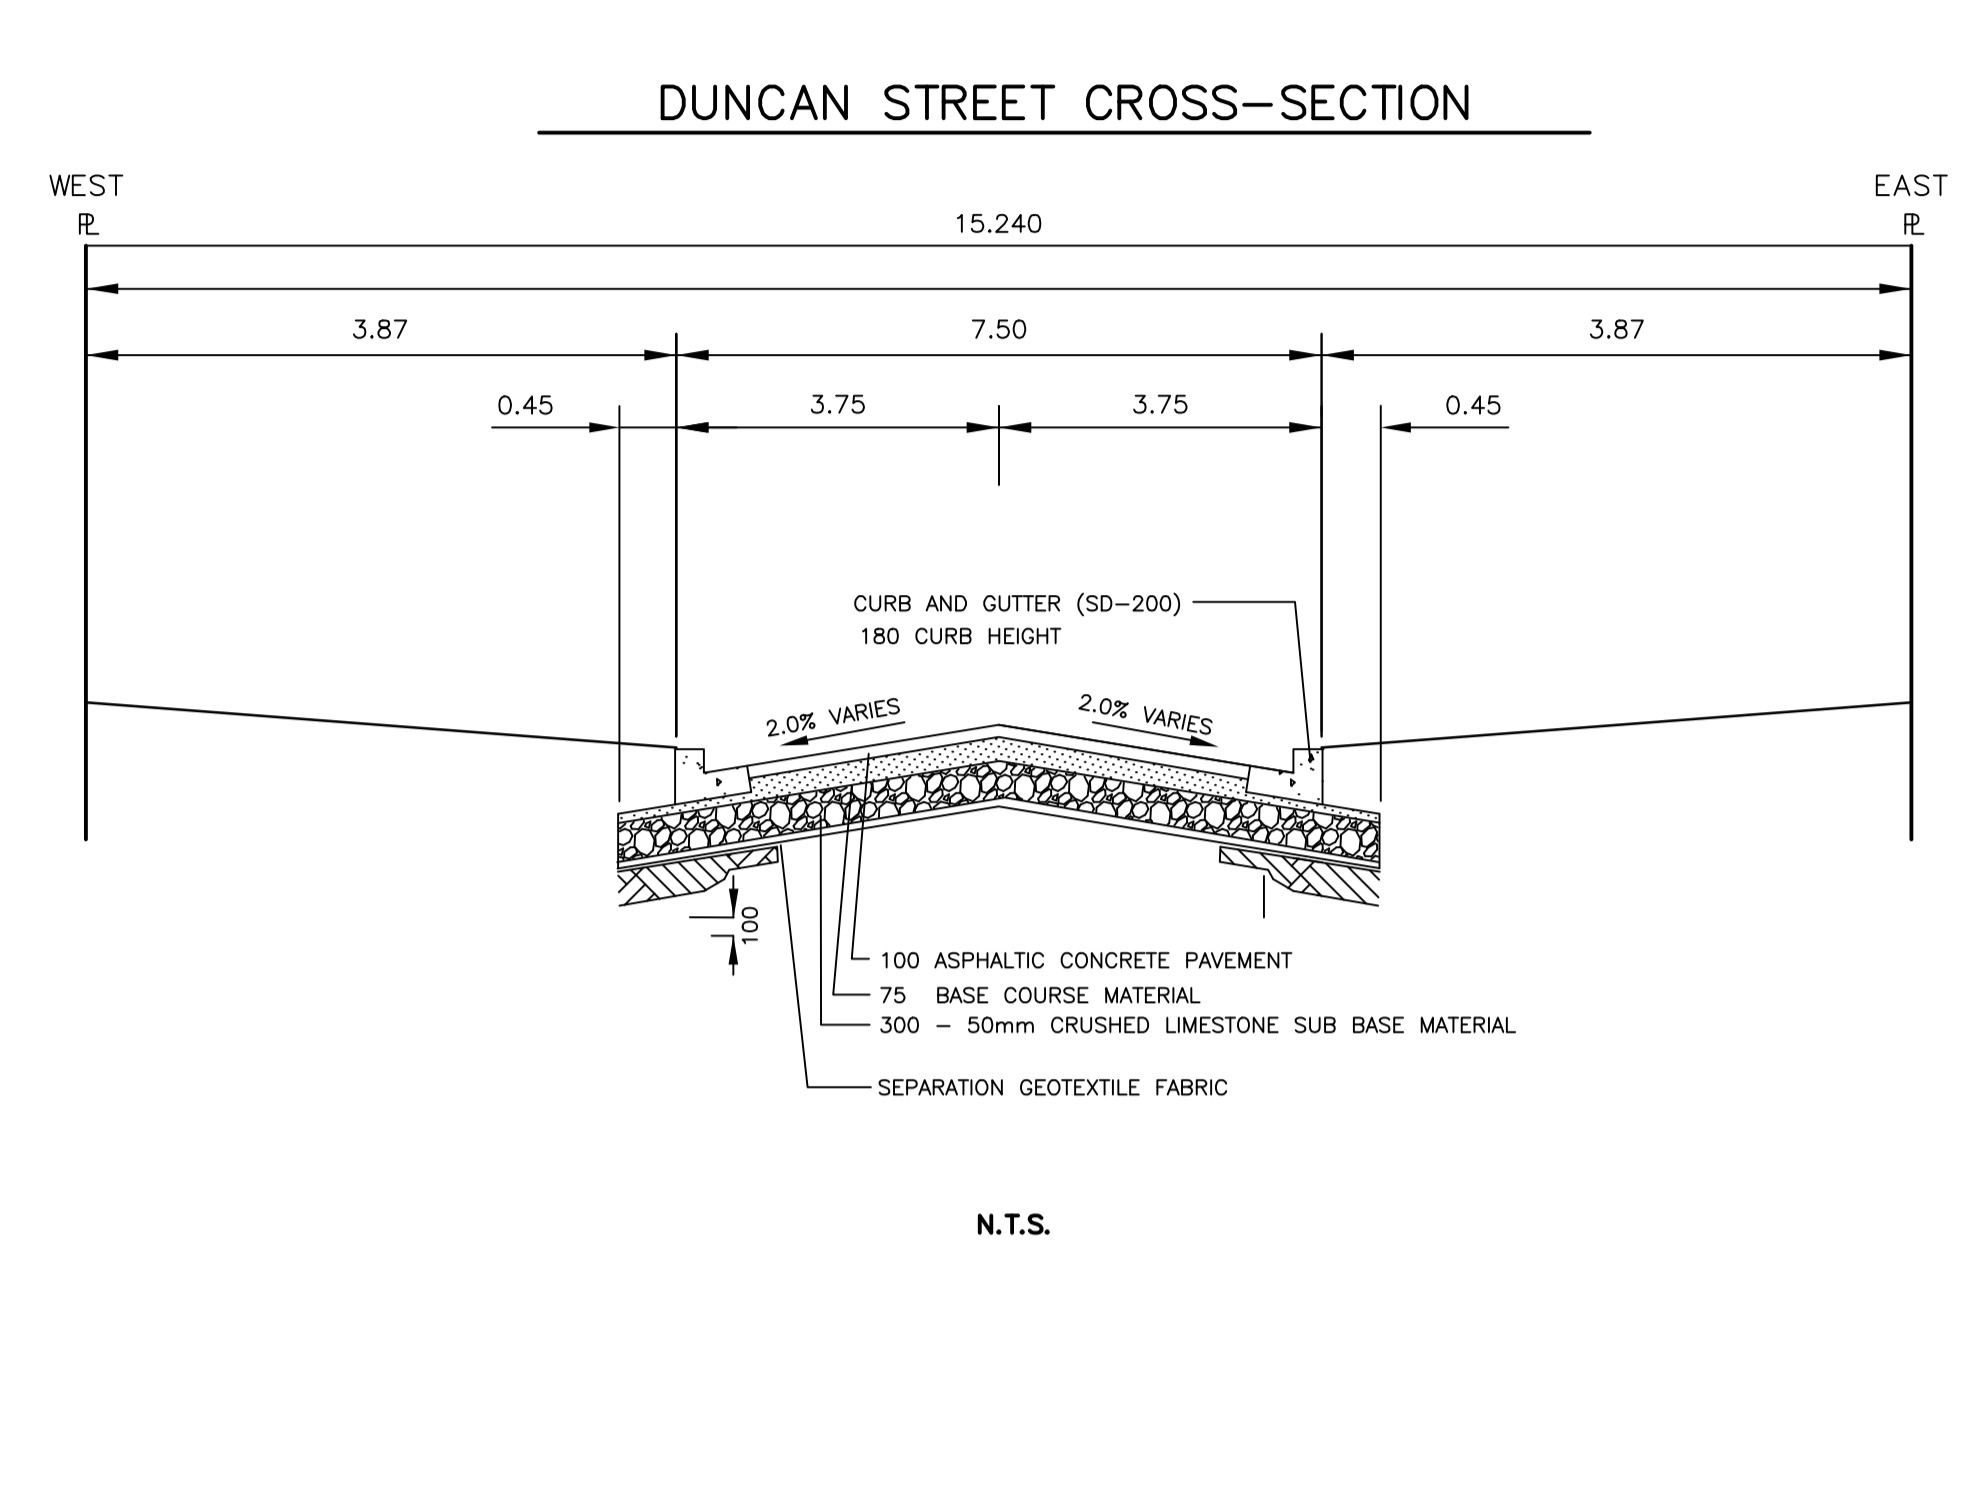 DUNCAN STREET CROSS-SECTION
WEST
EAST
PL
15.240
PL
3.87
7.50
3.87
0.45
3.75
3.75
0.45
CURB AND GUTTER (SD-200)
180 CURB HEIGHT
2.0% VARIES
2.0% VARIES
100
100 ASPHALTIC CONCRETE PAVEMENT
75 BASE COURSE MATERIAL
300 - 50mm CRUSHED LIMESTONE SUB BASE MATERIAL
SEPARATION GEOTEXTILE FABRIC
N.T.S.